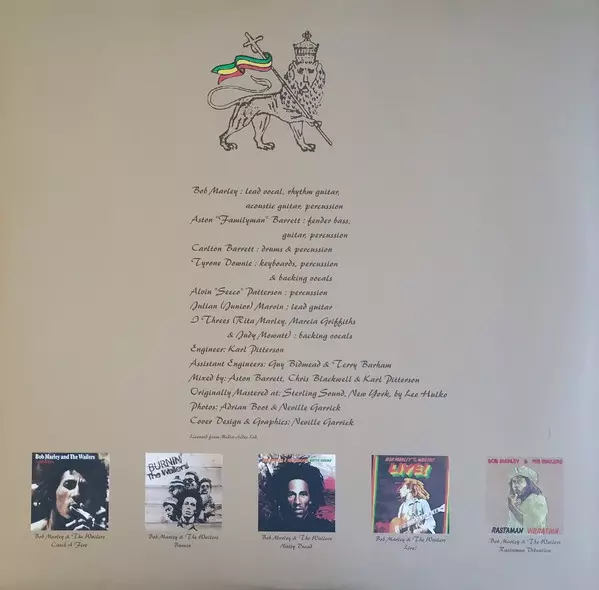 Bob Marley : lead vocal, rhythm guitar,
acoustic guitar, percussion
Aston "Familyman" Barrett : fender bass,
guitar, percussion
Carlton Barrett : drums & percussion
Tyrone Downie : keyboards, percussion
& backing vocals
Alvin "Seeco" Patterson : percussion
Julian (Junior) Marvin : lead guitar
I Threes (Rita Marley, Marcia Griffiths
& Judy Mowatt) : backing vocals
Engineer: Karl Pitterson
Assistant Engineers: Guy Bidmead & Terry Barham
Mixed by: Aston Barrett, Chris Blackwell & Karl Pitterson
Originally Mastered at: Sterling Sound, New York, by Lee Hulko
Photos: Adrian Boot & Neville Garrick
Cover Design & Graphics: Neville Garrick
Licensed from Media Aides Ltd.
Bob Marley and The Wailers
BURNIN'
The Wailers
BOB MARLEY & THE WAILERS
LIVE!
BOB MARLEY & THE WAILERS
RASTAMAN VIBRATION
Bob Marley & The Wailers
Catch A Fire
Bob Marley & The Wailers
Burnin
Bob Marley & The Wailers
Natty Dread
Bob Marley & The Wailers
Live!
Bob Marley & The Wailers
Rastaman Vibration